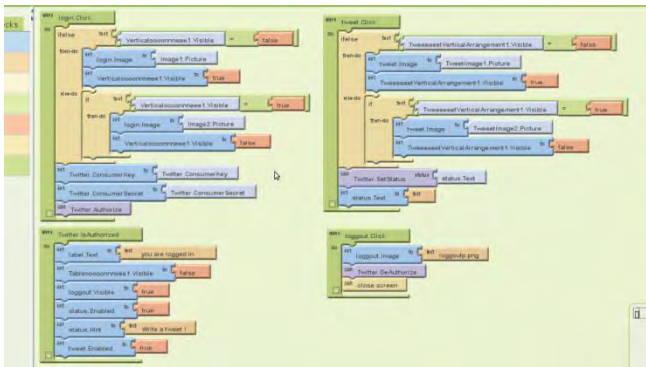 cks
when login.Click
do ifelse test Verticalooonnneee1.Visible = false
then-do set login.Image to Image1.Picture
set Verticalooonnneee1.Visible to true
else-do if test Verticalooonnneee1.Visible = true
then-do set login.Image to Image2.Picture
set Verticalooonnneee1.Visible to false
set Twitter.ConsumerKey to Twitter.ConsumerKey
set Twitter.ConsumerSecret to Twitter.ConsumerSecret
call Twitter.Authorize
when Twitter.IsAuthorized
do set label.Text to text you are logged in
set to false
set loggout.Visible to true
set status.Enabled to true
set status.Hint to text Write a tweet !
set tweet.Enabled to true
when tweet.Click
do ifelse test TweeeeetVerticalArrangement1.Visible = false
then-do set tweet.Image to TweetImage1.Picture
set TweeeeetVerticalArrangement1.Visible to true
else-do if test TweeeeetVerticalArrangement1.Visible = true
then-do set tweet.Image to TweetImage2.Picture
set TweeeeetVerticalArrangement1.Visible to false
call Twitter.SetStatus status status.Text
set status.Text to text
when loggout.Click
do set loggout.Image to text loggoutp.png
call Twitter.DeAuthorize
call close screen